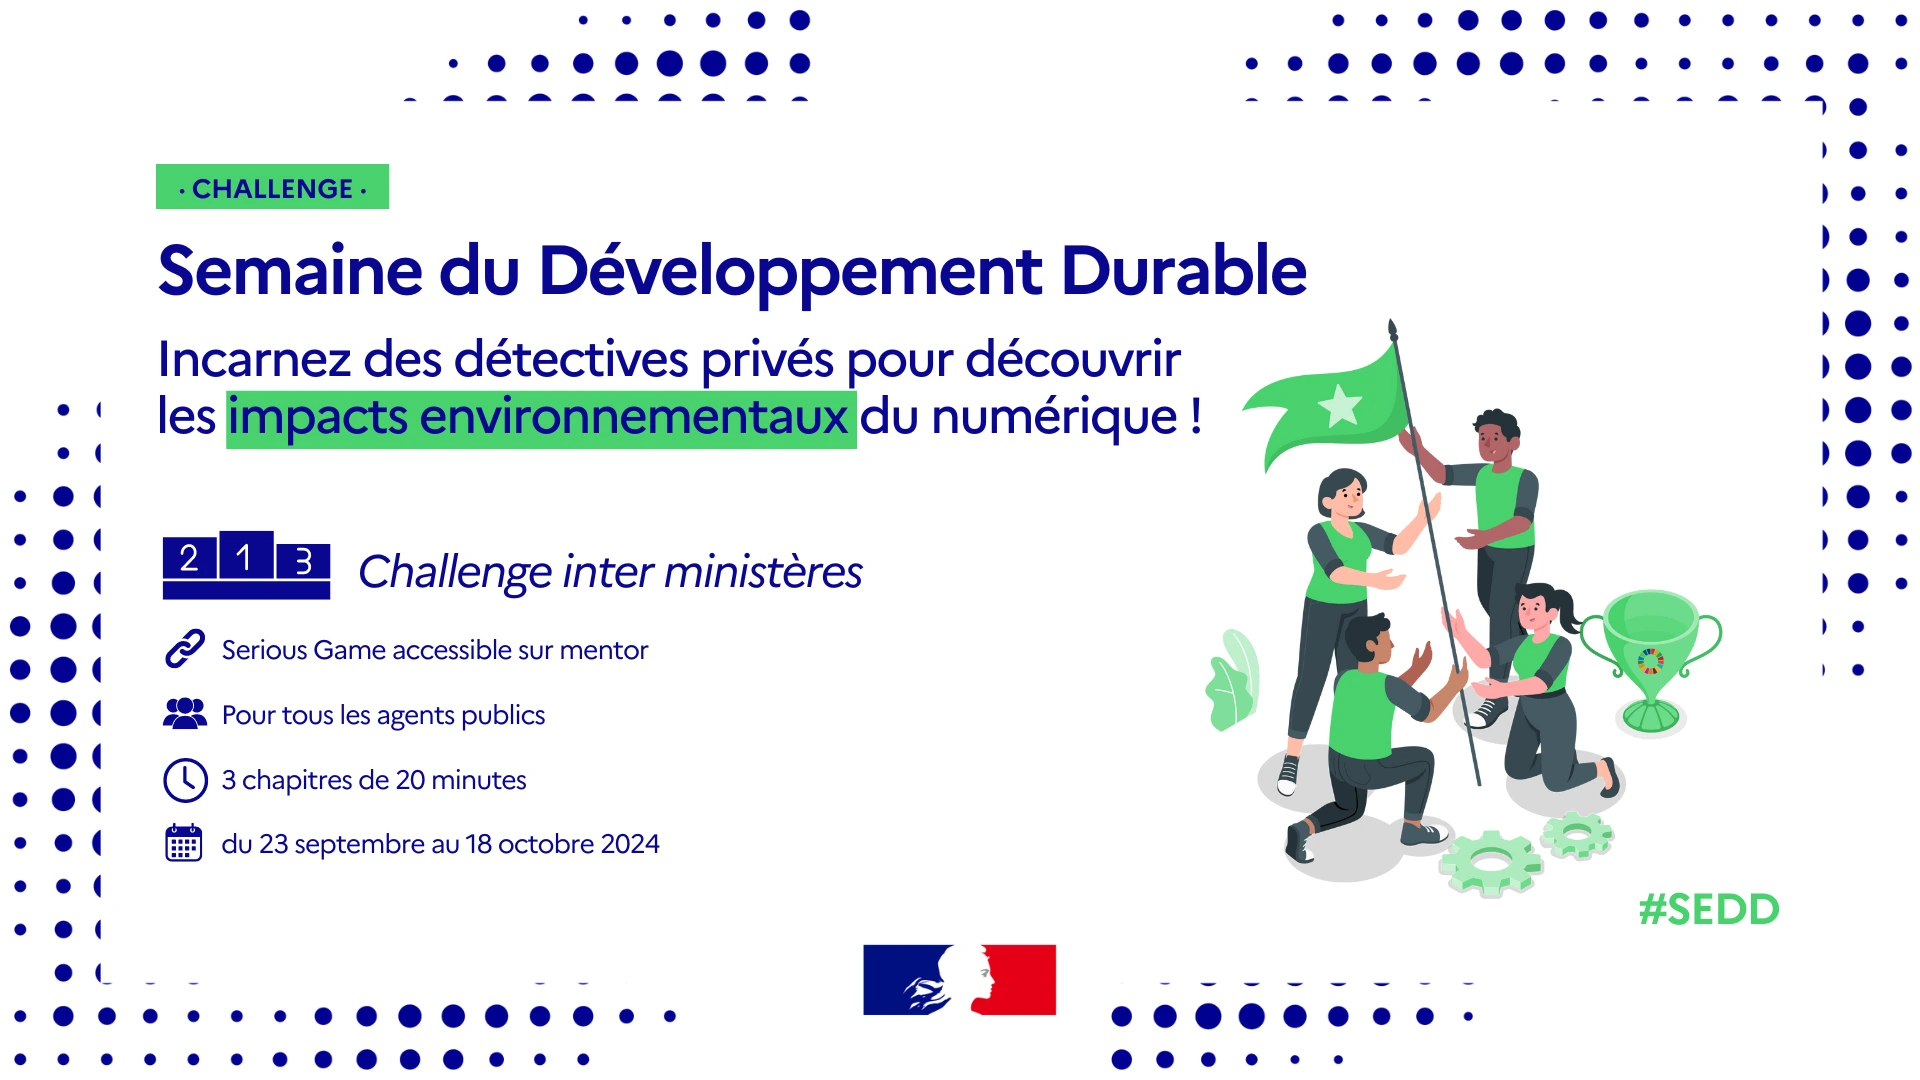 · CHALLENGE ·
Semaine du Développement Durable
Incarnez des détectives privés pour découvrir
les impacts environnementaux du numérique !
2 1 3
Challenge inter ministères
Serious Game accessible sur mentor
Pour tous les agents publics
3 chapitres de 20 minutes
du 23 septembre au 18 octobre 2024
#SEDD